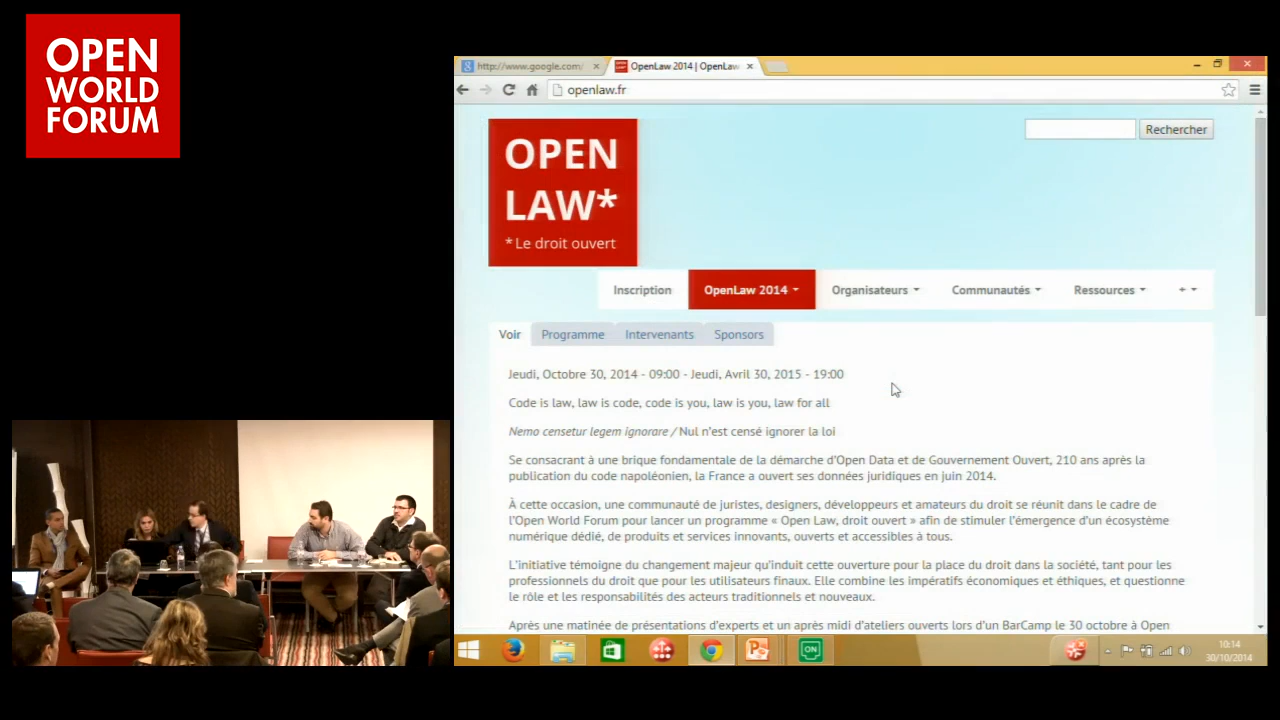 OPEN
WORLD
FORUM
http://www.google.com/
OpenLaw 2014 | OpenLaw
openlaw.fr
Rechercher
OPEN
LAW*
* Le droit ouvert
Inscription
OpenLaw 2014
Organisateurs
Communautés
Ressources
+
Voir
Programme
Intervenants
Sponsors
Jeudi, Octobre 30, 2014 - 09:00 - Jeudi, Avril 30, 2015 - 19:00
Code is law, law is code, code is you, law is you, law for all
Nemo censetur legem ignorare / Nul n'est censé ignorer la loi
Se consacrant à une brique fondamentale de la démarche d'Open Data et de Gouvernement Ouvert, 210 ans après la
publication du code napoléonien, la France a ouvert ses données juridiques en juin 2014.
À cette occasion, une communauté de juristes, designers, développeurs et amateurs du droit se réunit dans le cadre de
l'Open World Forum pour lancer un programme « Open Law, droit ouvert » afin de stimuler l'émergence d'un écosystème
numérique dédié, de produits et services innovants, ouverts et accessibles à tous.
L'initiative témoigne du changement majeur qu'induit cette ouverture pour la place du droit dans la société, tant pour les
professionnels du droit que pour les utilisateurs finaux. Elle combine les impératifs économiques et éthiques, et questionne
le rôle et les responsabilités des acteurs traditionnels et nouveaux.
Après une matinée de présentations d'experts et un après midi d'ateliers ouverts lors d'un BarCamp le 30 octobre à Open
ON
10:14
30/10/2014